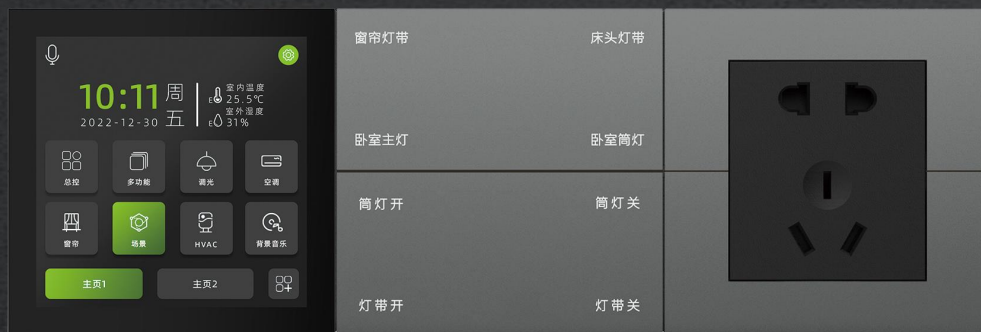 10:11 周五
2022-12-30
室内温度
E 25.5℃
室外湿度
E 31%
总控 多功能 调光 空调
窗帘 场景 HVAC 背景音乐
主页1 主页2
窗帘灯带 床头灯带
卧室主灯 卧室筒灯
筒灯开 筒灯关
灯带开 灯带关